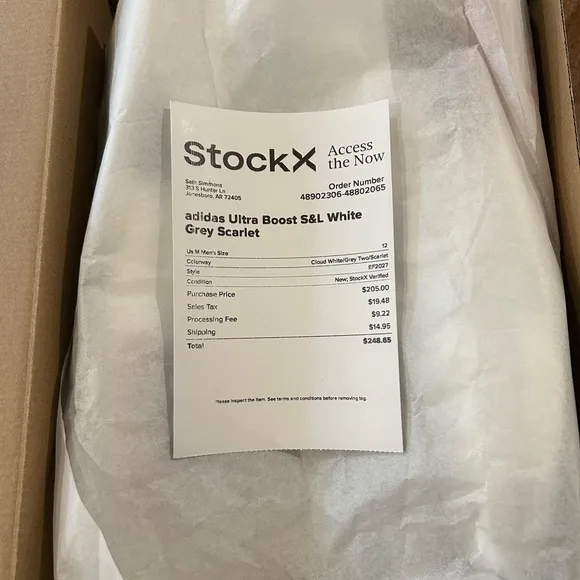 StockX Access
the Now
Seth Simmons
313 S Hunter Ln
Jonesboro, AR 72405
Order Number
48902306-48802065
adidas Ultra Boost S&L White
Grey Scarlet
Us M Men's Size 12
Colorway Cloud White/Grey Two/Scarlet
Style EF2027
Condition New; StockX Verified
Purchase Price $205.00
Sales Tax $19.48
Processing Fee $9.22
Shipping $14.95
Total $248.65
Please inspect the item. See terms and conditions before removing tag.